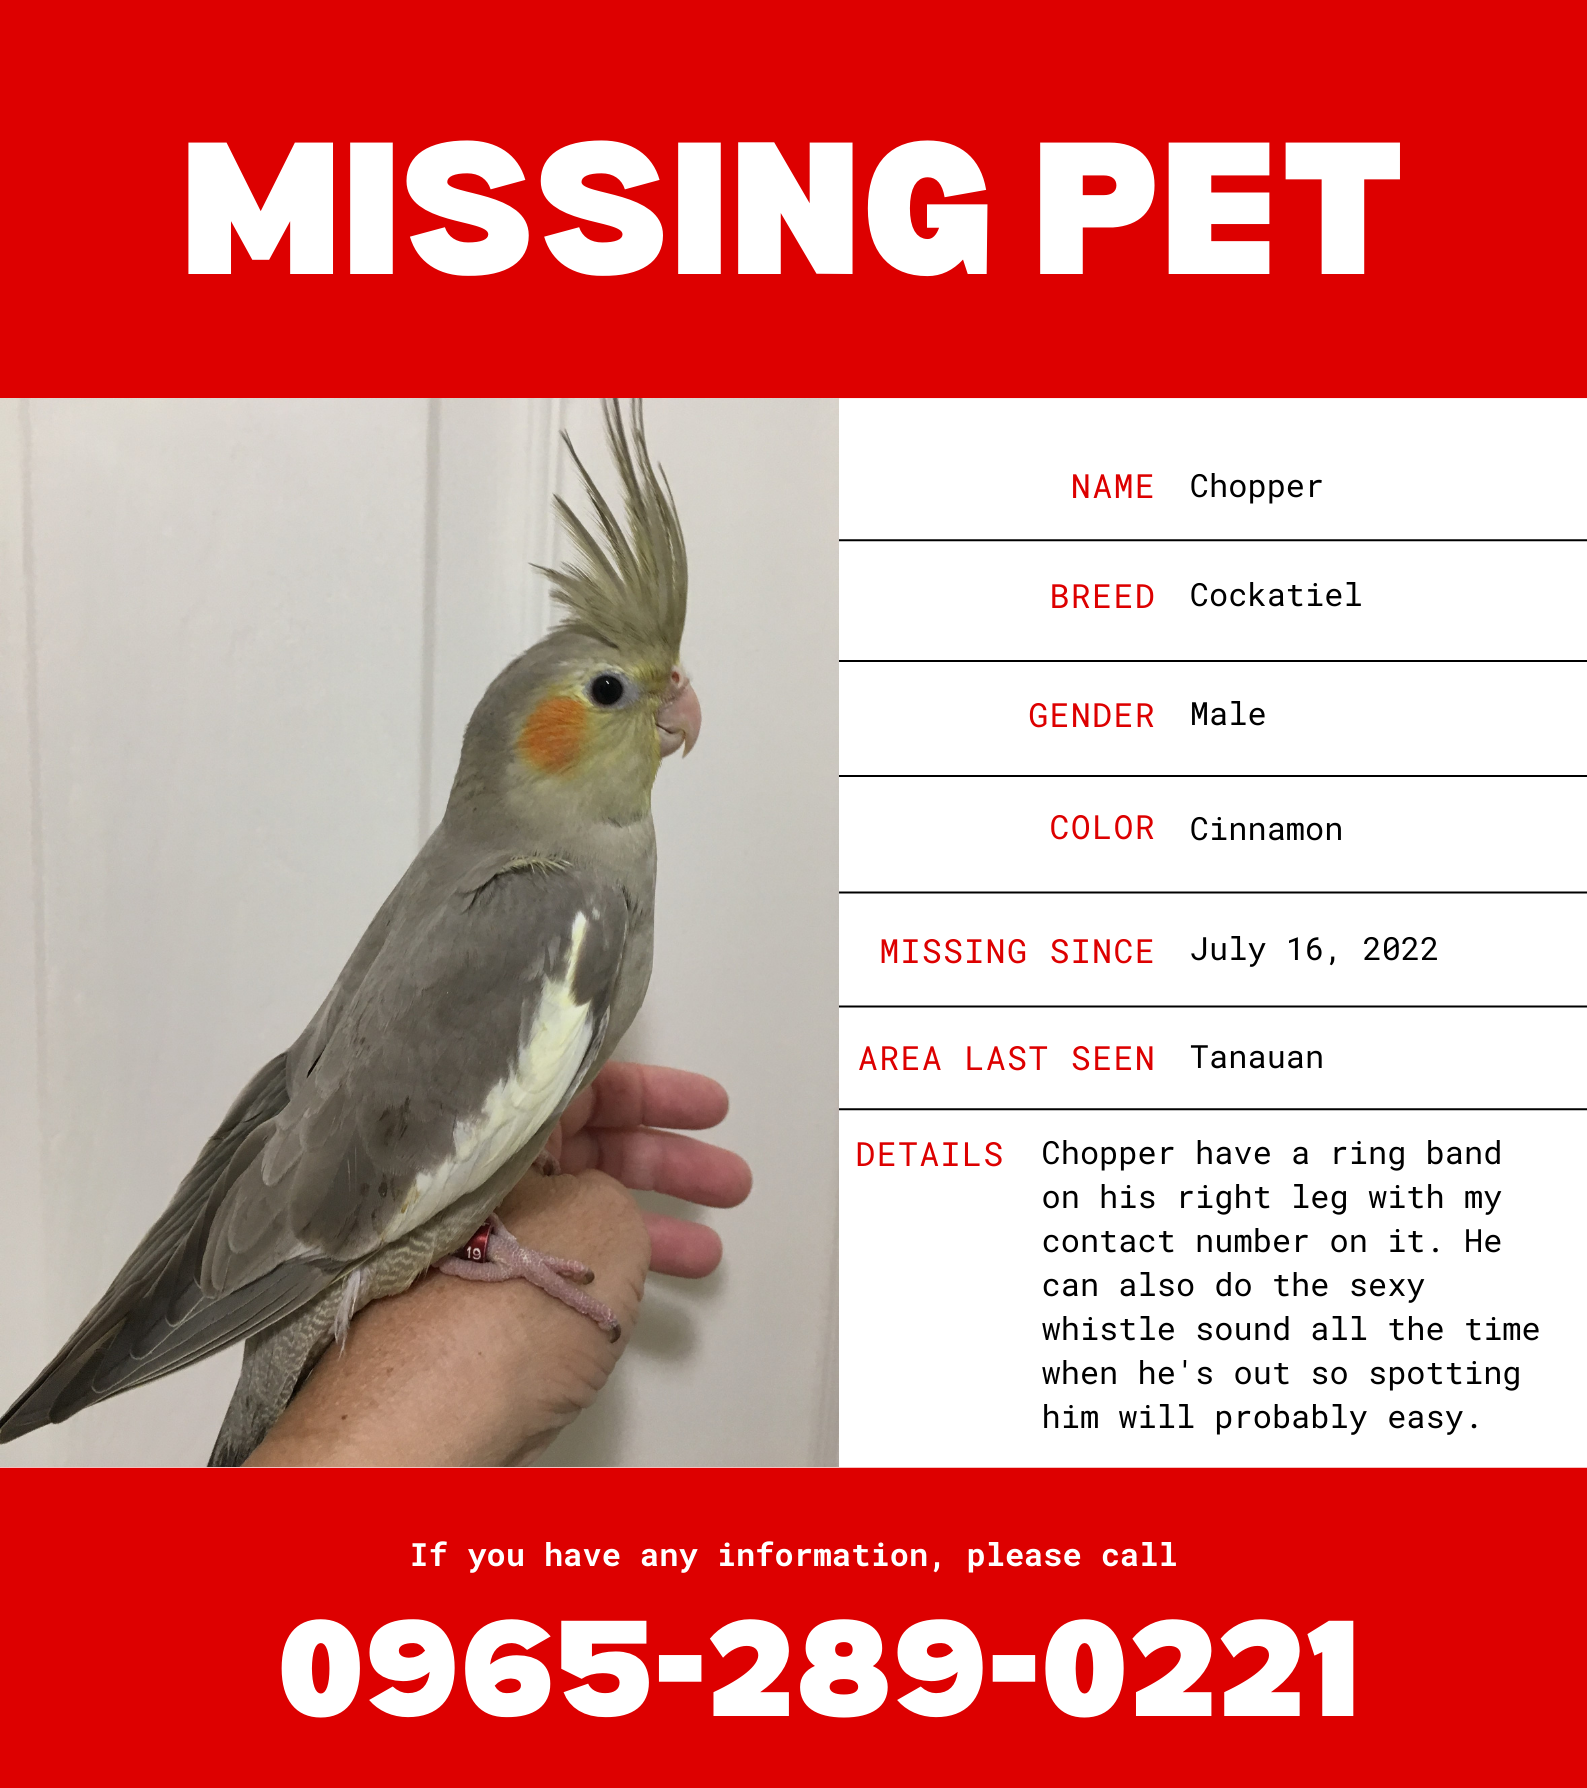 MISSING PET
NAME Chopper
BREED Cockatiel
GENDER Male
COLOR Cinnamon
MISSING SINCE July 16, 2022
AREA LAST SEEN Tanauan
DETAILS Chopper have a ring band
on his right leg with my
contact number on it. He
can also do the sexy
whistle sound all the time
when he's out so spotting
him will probably easy.
19
If you have any information, please call
0965-289-0221